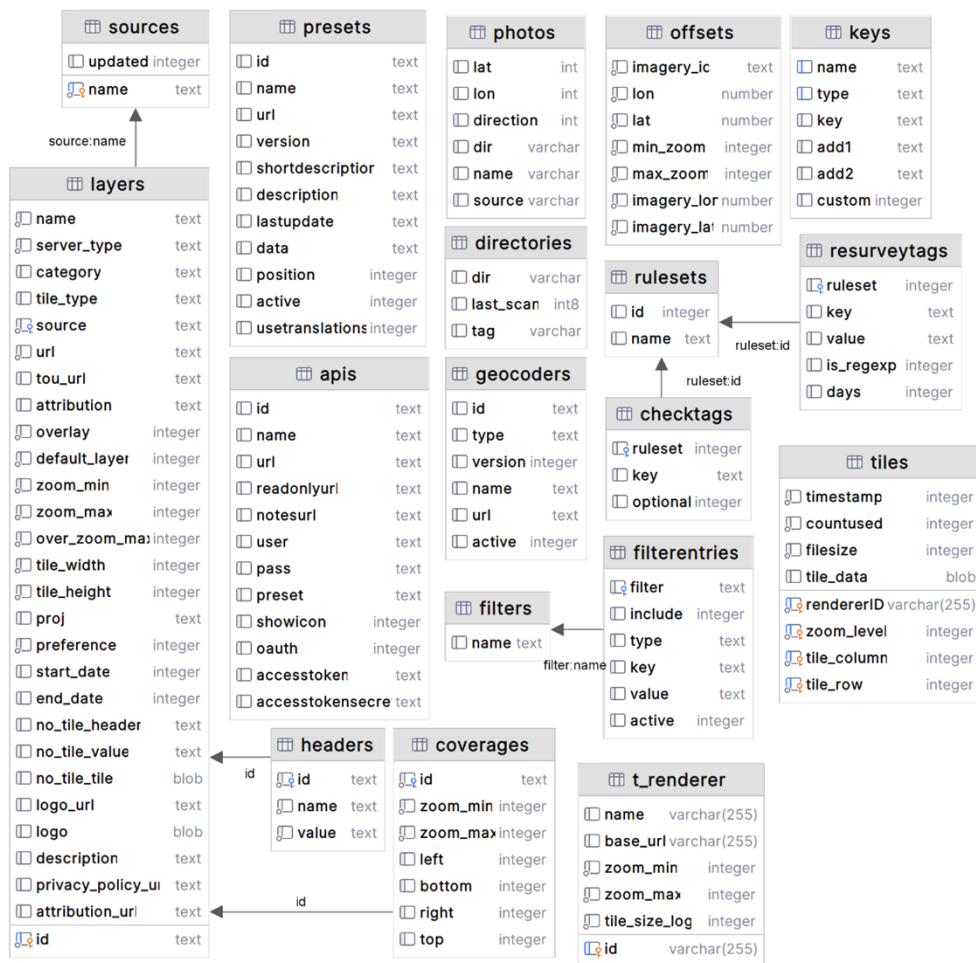 sources
updated integer
name text
source:name
layers
name text
server_type text
category text
tile_type text
source text
url text
tou_url text
attribution text
overlay integer
default_layer integer
zoom_min integer
zoom_max integer
over_zoom_max integer
tile_width integer
tile_height integer
proj text
preference integer
start_date integer
end_date integer
no_tile_header text
no_tile_value text
no_tile_tile blob
logo_url text
logo blob
description text
privacy_policy_u text
attribution_url text
id text
presets
id text
name text
url text
version text
shortdescription text
description text
lastupdate text
data text
position integer
active integer
usetranslations integer
apis
id text
name text
url text
readonlyurl text
notesurl text
user text
pass text
preset text
showicon integer
oauth integer
accesstoken text
accesstokensecre text
headers
id text
name text
value text
id
coverages
id text
zoom_min integer
zoom_max integer
left integer
bottom integer
right integer
top integer
id
photos
lat int
lon int
direction int
dir varchar
name varchar
source varchar
directories
dir varchar
last_scan int8
tag varchar
geocoders
id text
type text
version integer
name text
url text
active integer
filters
name text
filter:name
offsets
imagery_id text
lon number
lat number
min_zoom integer
max_zoom integer
imagery_lon number
imagery_lat number
keys
name text
type text
key text
add1 text
add2 text
custom integer
rulesets
id integer
name text
ruleset:id
resurveytags
ruleset integer
key text
value text
is_regexp integer
days integer
ruleset:id
checktags
ruleset integer
key text
optional integer
filterentries
filter text
include integer
type text
key text
value text
active integer
tiles
timestamp integer
countused integer
filesize integer
tile_data blob
rendererID varchar(255)
zoom_level integer
tile_column integer
tile_row integer
t_renderer
name varchar(255)
base_url varchar(255)
zoom_min integer
zoom_max integer
tile_size_log integer
id varchar(255)